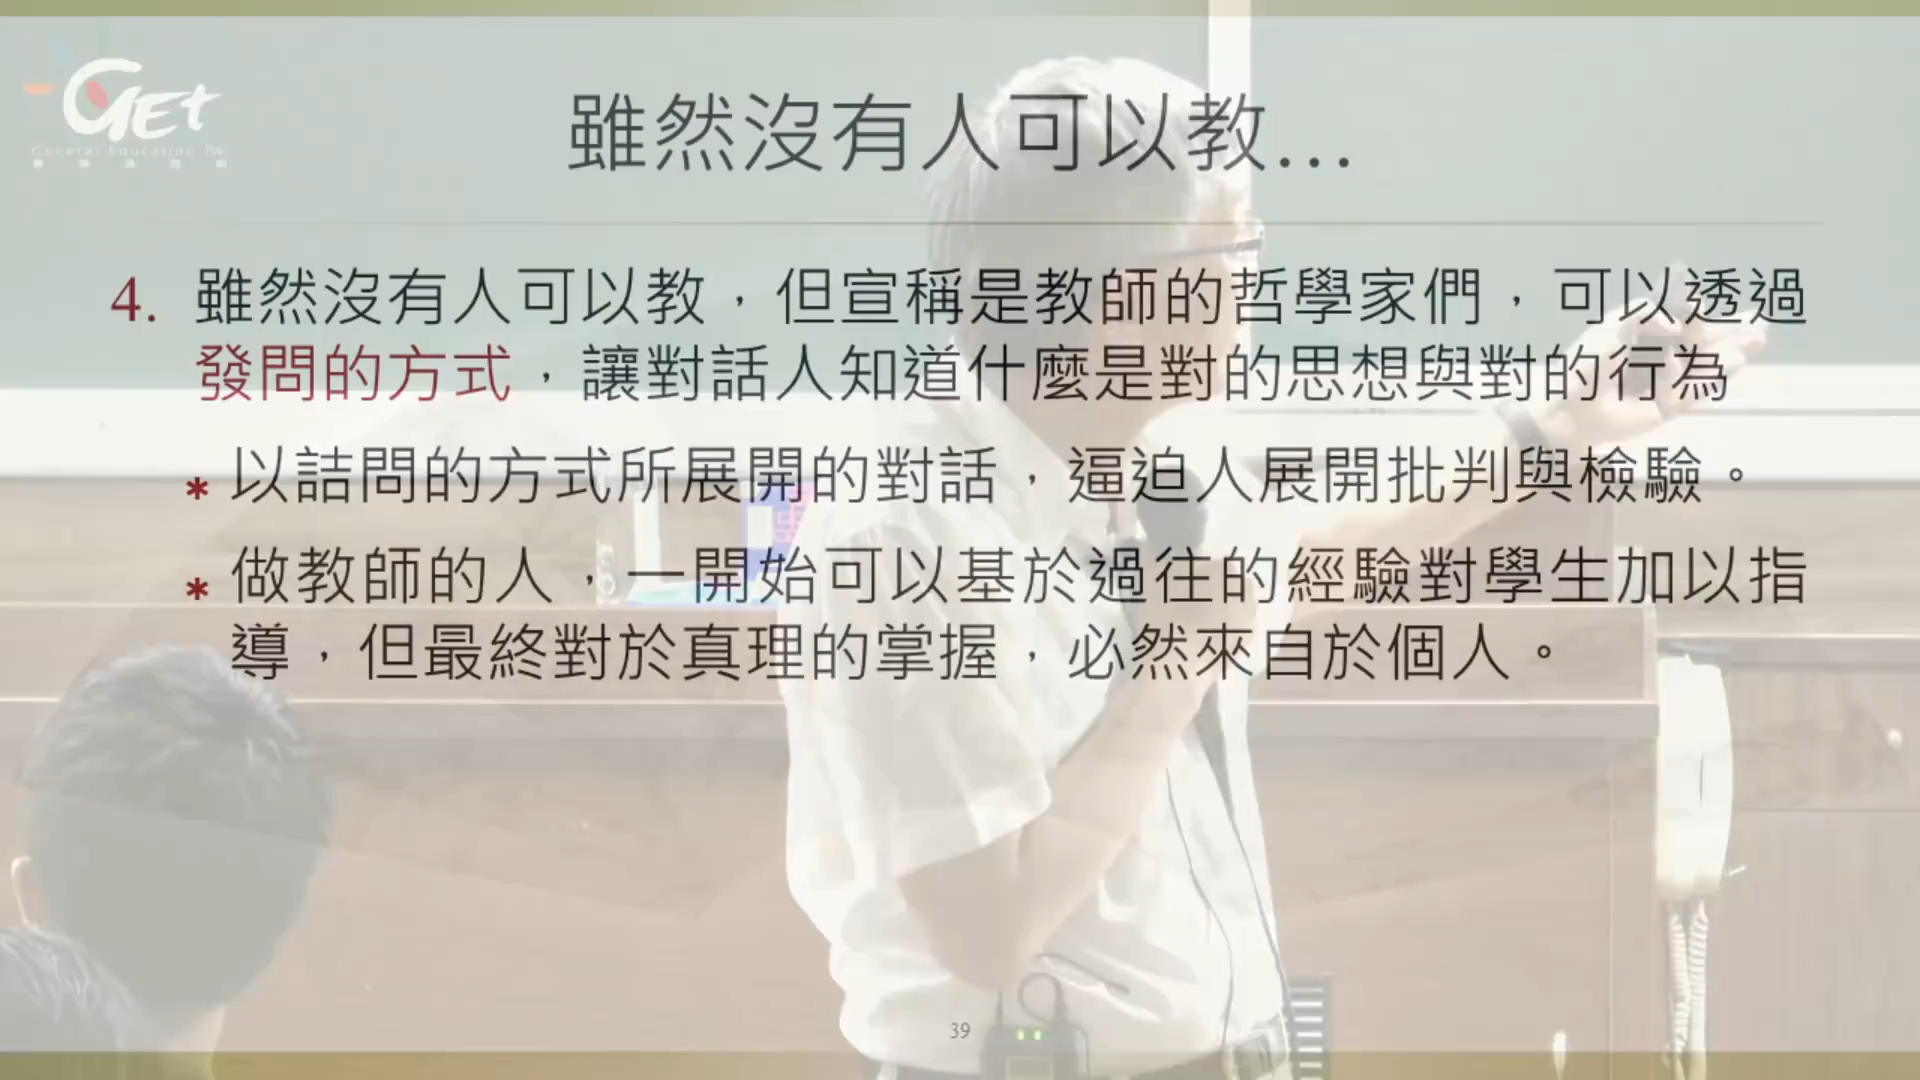 GEt
General Education TW
雖然沒有人可以教…
4. 雖然沒有人可以教，但宣稱是教師的哲學家們，可以透過
發問的方式，讓對話人知道什麼是對的思想與對的行為
* 以詰問的方式所展開的對話，逼迫人展開批判與檢驗。
* 做教師的人，一開始可以基於過往的經驗對學生加以指
導，但最終對於真理的掌握，必然來自於個人。
39